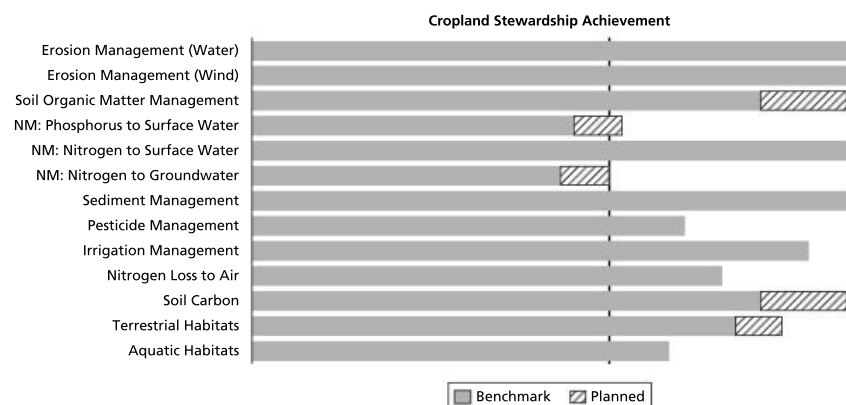 Cropland Stewardship Achievement
Erosion Management (Water)
Erosion Management (Wind)
Soil Organic Matter Management
NM: Phosphorus to Surface Water
NM: Nitrogen to Surface Water
NM: Nitrogen to Groundwater
Sediment Management
Pesticide Management
Irrigation Management
Nitrogen Loss to Air
Soil Carbon
Terrestrial Habitats
Aquatic Habitats
Benchmark Planned